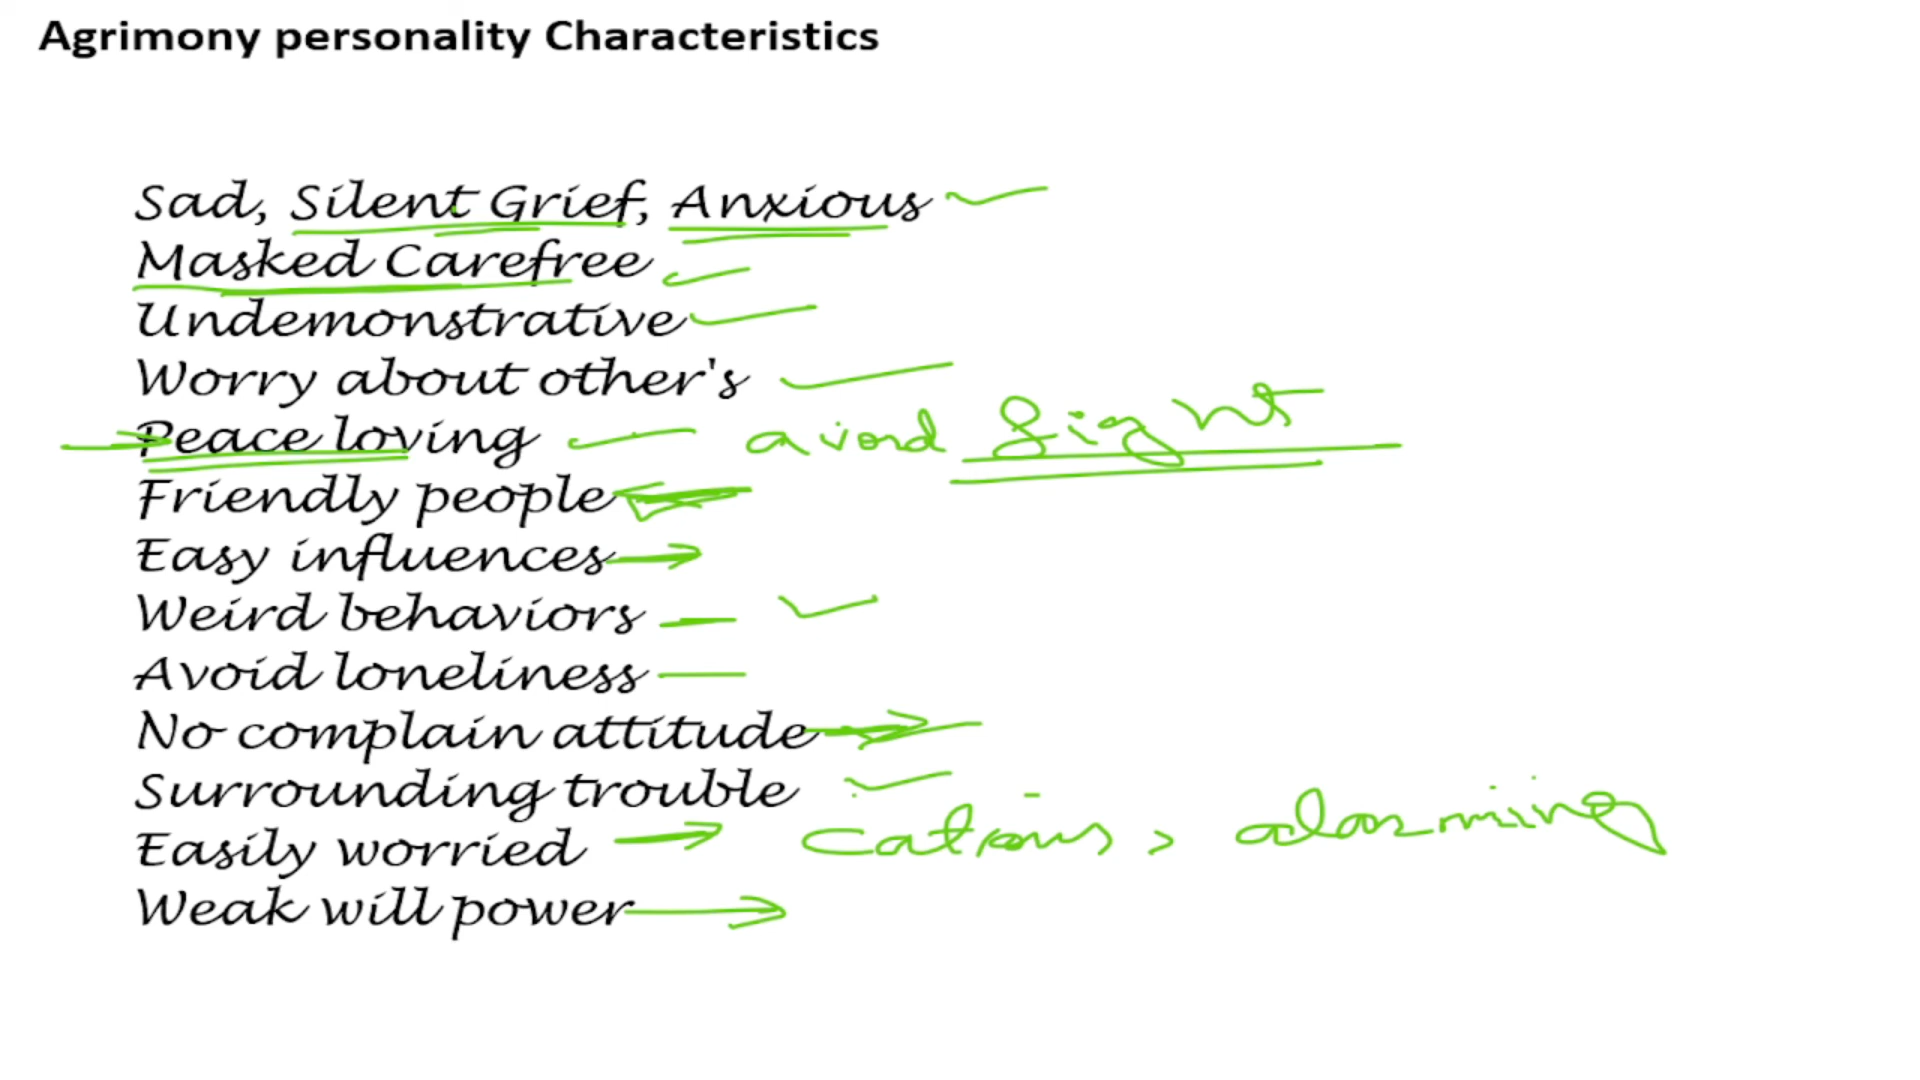 Agrimony personality Characteristics
Sad, Silent Grief, Anxious
Masked Carefree
Undemonstrative
Worry about other's
Peace loving avoid fight
Friendly people
Easy influences
Weird behaviors
Avoid loneliness
No complain attitude
Surrounding trouble
Easily worried
Weak will power